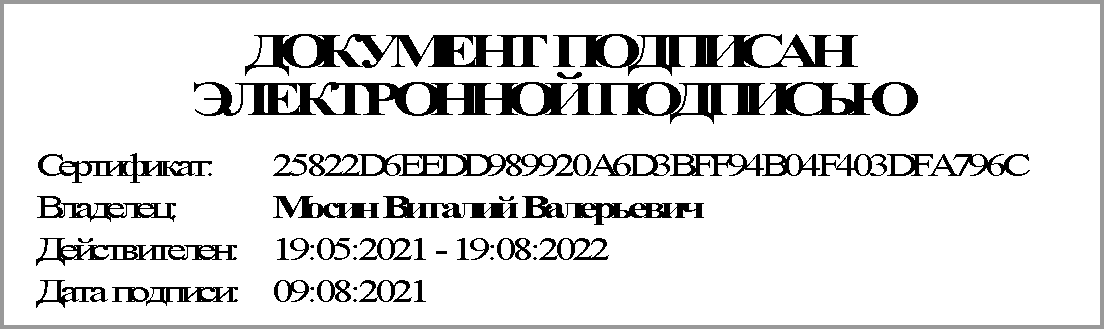 ДОКУМЕНТ ПОДПИСАН
ЭЛЕКТРОННОЙ ПОДПИСЬЮ
Сертификат: 25822D6EEDD989920A6D3BFF94B04F403DFA796C
Владелец: Мосин Виталий Валерьевич
Действителен: 19:05:2021 - 19:08:2022
Дата подписи: 09:08:2021